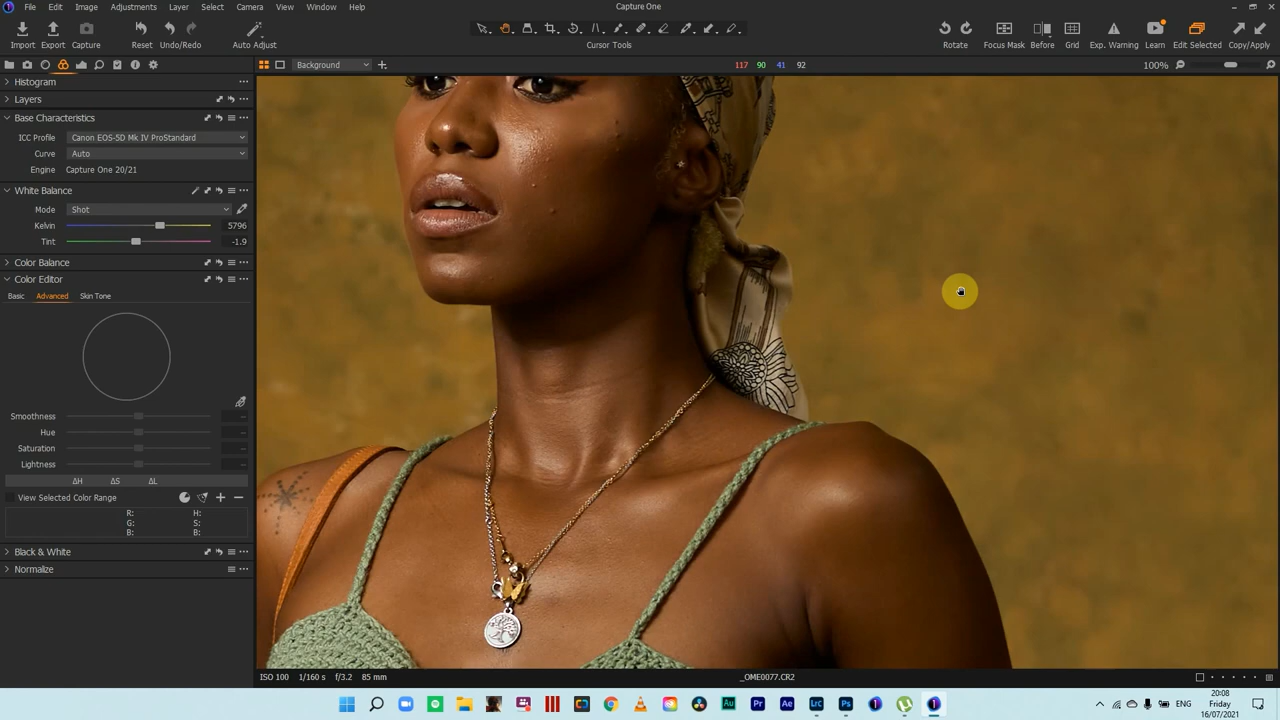 Capture One
File Edit Image Adjustments Layer Select Camera View Window Help
Import Export Capture Reset Undo/Redo Auto Adjust Cursor Tools Rotate Focus Mask Before Grid Exp. Warning Learn Edit Selected Copy/Apply
Background 117 90 41 92 100%
Histogram
Layers
Base Characteristics
ICC Profile Canon EOS-5D Mk IV ProStandard
Curve Auto
Engine Capture One 20/21
White Balance
Mode Shot
Kelvin 5796
Tint -1.9
Color Balance
Color Editor
Basic Advanced Skin Tone
Smoothness
Hue
Saturation
Lightness
ΔH ΔS ΔL
View Selected Color Range
R: H:
G: S:
B: B:
Black & White
Normalize
ISO 100 1/160 s f/3.2 85 mm _OME0077.CR2
Au Pr Ae Lrc Ps
ENG
20:08
Friday
16/07/2021